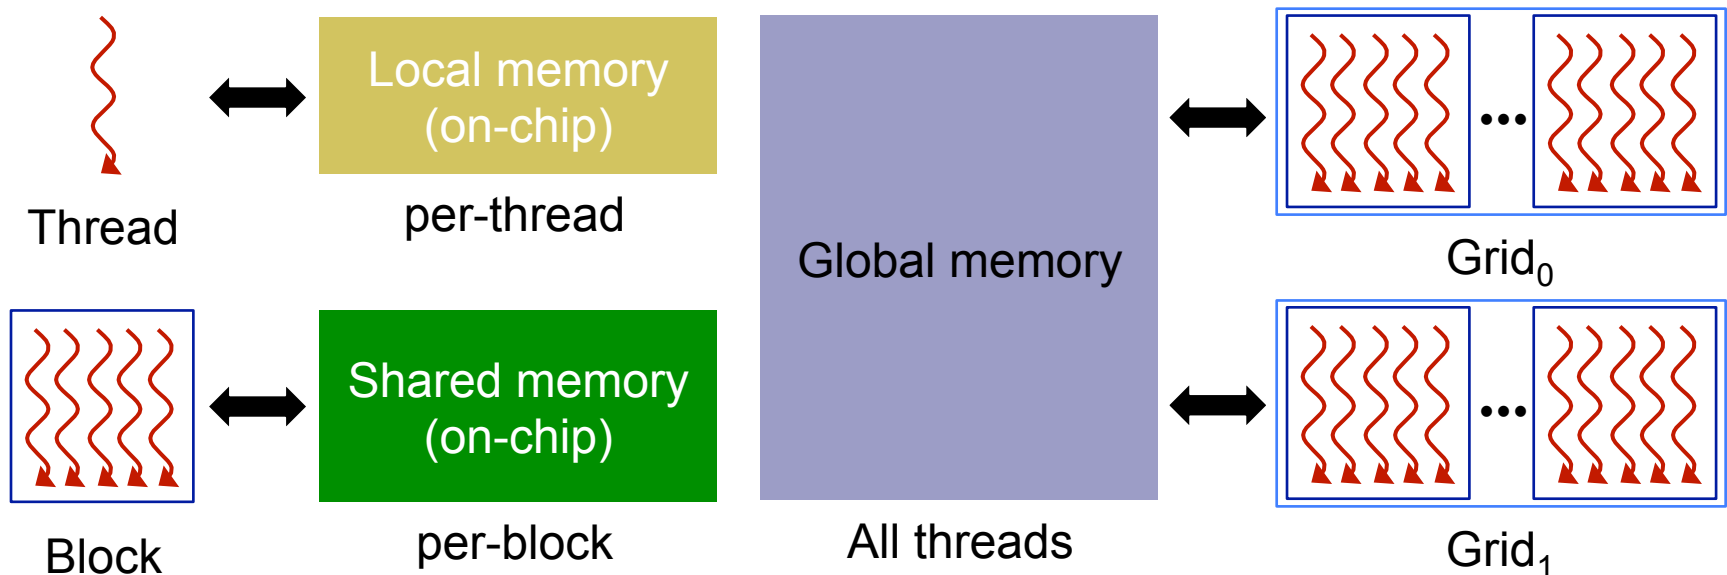 Local memory
(on-chip)
Thread
per-thread
Shared memory
(on-chip)
Block
per-block
Global memory
All threads
Grid₀
Grid₁